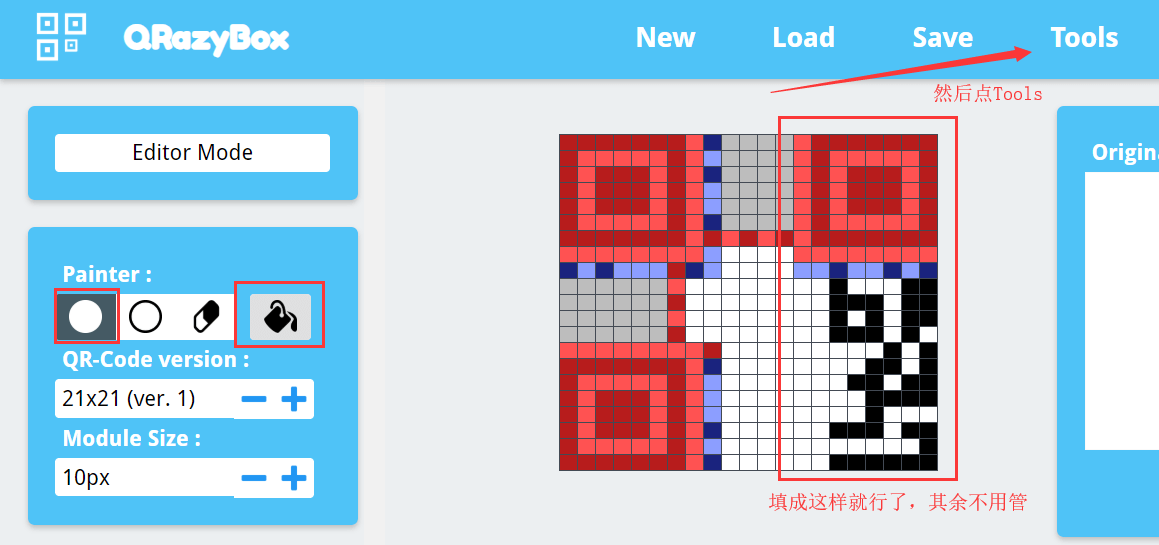 QRazyBox
New
Load
Save
Tools
然后点Tools
Editor Mode
Origina
Painter :
QR-Code version :
21x21 (ver. 1)
Module Size :
10px
填成这样就行了，其余不用管